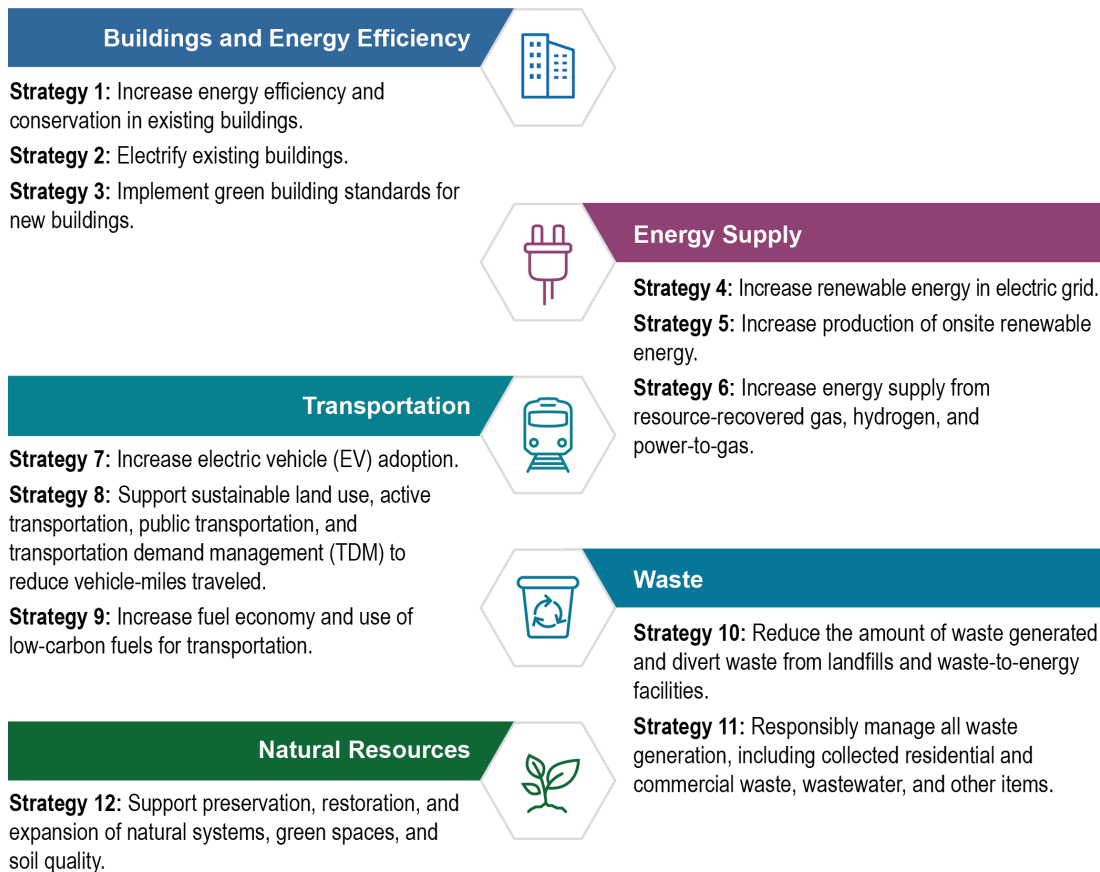 Buildings and Energy Efficiency
Strategy 1: Increase energy efficiency and
conservation in existing buildings.
Strategy 2: Electrify existing buildings.
Strategy 3: Implement green building standards for
new buildings.
Energy Supply
Strategy 4: Increase renewable energy in electric grid.
Strategy 5: Increase production of onsite renewable
energy.
Strategy 6: Increase energy supply from
resource-recovered gas, hydrogen, and
power-to-gas.
Transportation
Strategy 7: Increase electric vehicle (EV) adoption.
Strategy 8: Support sustainable land use, active
transportation, public transportation, and
transportation demand management (TDM) to
reduce vehicle-miles traveled.
Strategy 9: Increase fuel economy and use of
low-carbon fuels for transportation.
Waste
Strategy 10: Reduce the amount of waste generated
and divert waste from landfills and waste-to-energy
facilities.
Strategy 11: Responsibly manage all waste
generation, including collected residential and
commercial waste, wastewater, and other items.
Natural Resources
Strategy 12: Support preservation, restoration, and
expansion of natural systems, green spaces, and
soil quality.